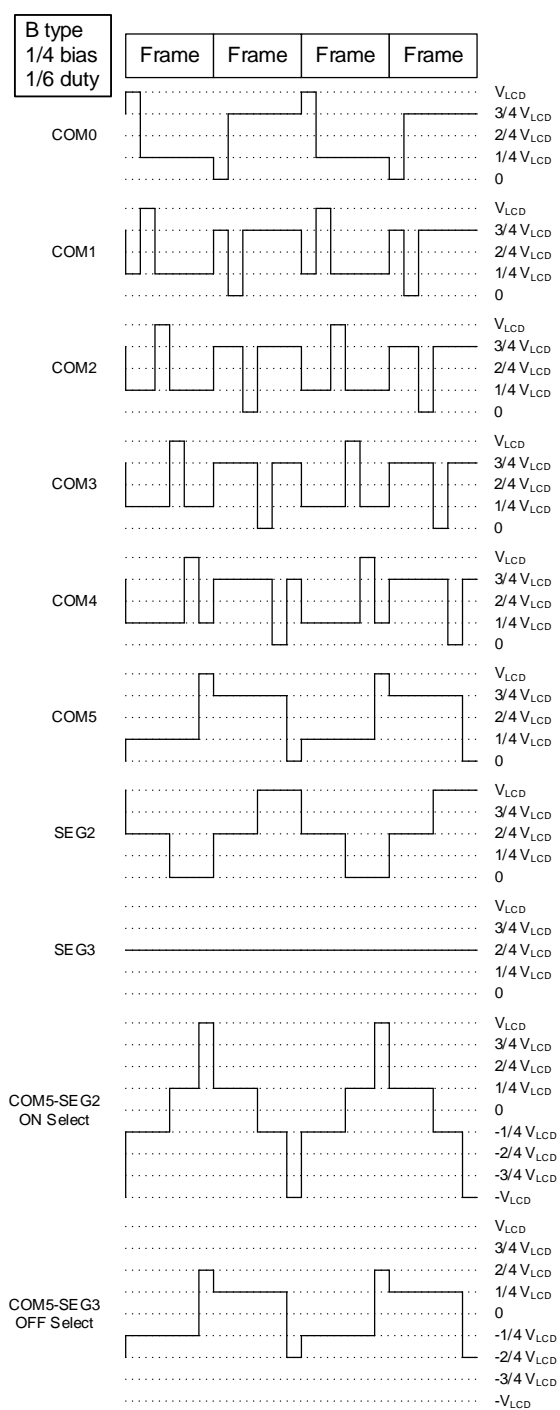 B type
1/4 bias
1/6 duty
Frame Frame Frame Frame
COM0
VLCD
3/4 VLCD
2/4 VLCD
1/4 VLCD
0
COM1
VLCD
3/4 VLCD
2/4 VLCD
1/4 VLCD
0
COM2
VLCD
3/4 VLCD
2/4 VLCD
1/4 VLCD
0
COM3
VLCD
3/4 VLCD
2/4 VLCD
1/4 VLCD
0
COM4
VLCD
3/4 VLCD
2/4 VLCD
1/4 VLCD
0
COM5
VLCD
3/4 VLCD
2/4 VLCD
1/4 VLCD
0
SEG2
VLCD
3/4 VLCD
2/4 VLCD
1/4 VLCD
0
SEG3
VLCD
3/4 VLCD
2/4 VLCD
1/4 VLCD
0
COM5-SEG2
ON Select
VLCD
3/4 VLCD
2/4 VLCD
1/4 VLCD
0
-1/4 VLCD
-2/4 VLCD
-3/4 VLCD
-VLCD
COM5-SEG3
OFF Select
VLCD
3/4 VLCD
2/4 VLCD
1/4 VLCD
0
-1/4 VLCD
-2/4 VLCD
-3/4 VLCD
-VLCD